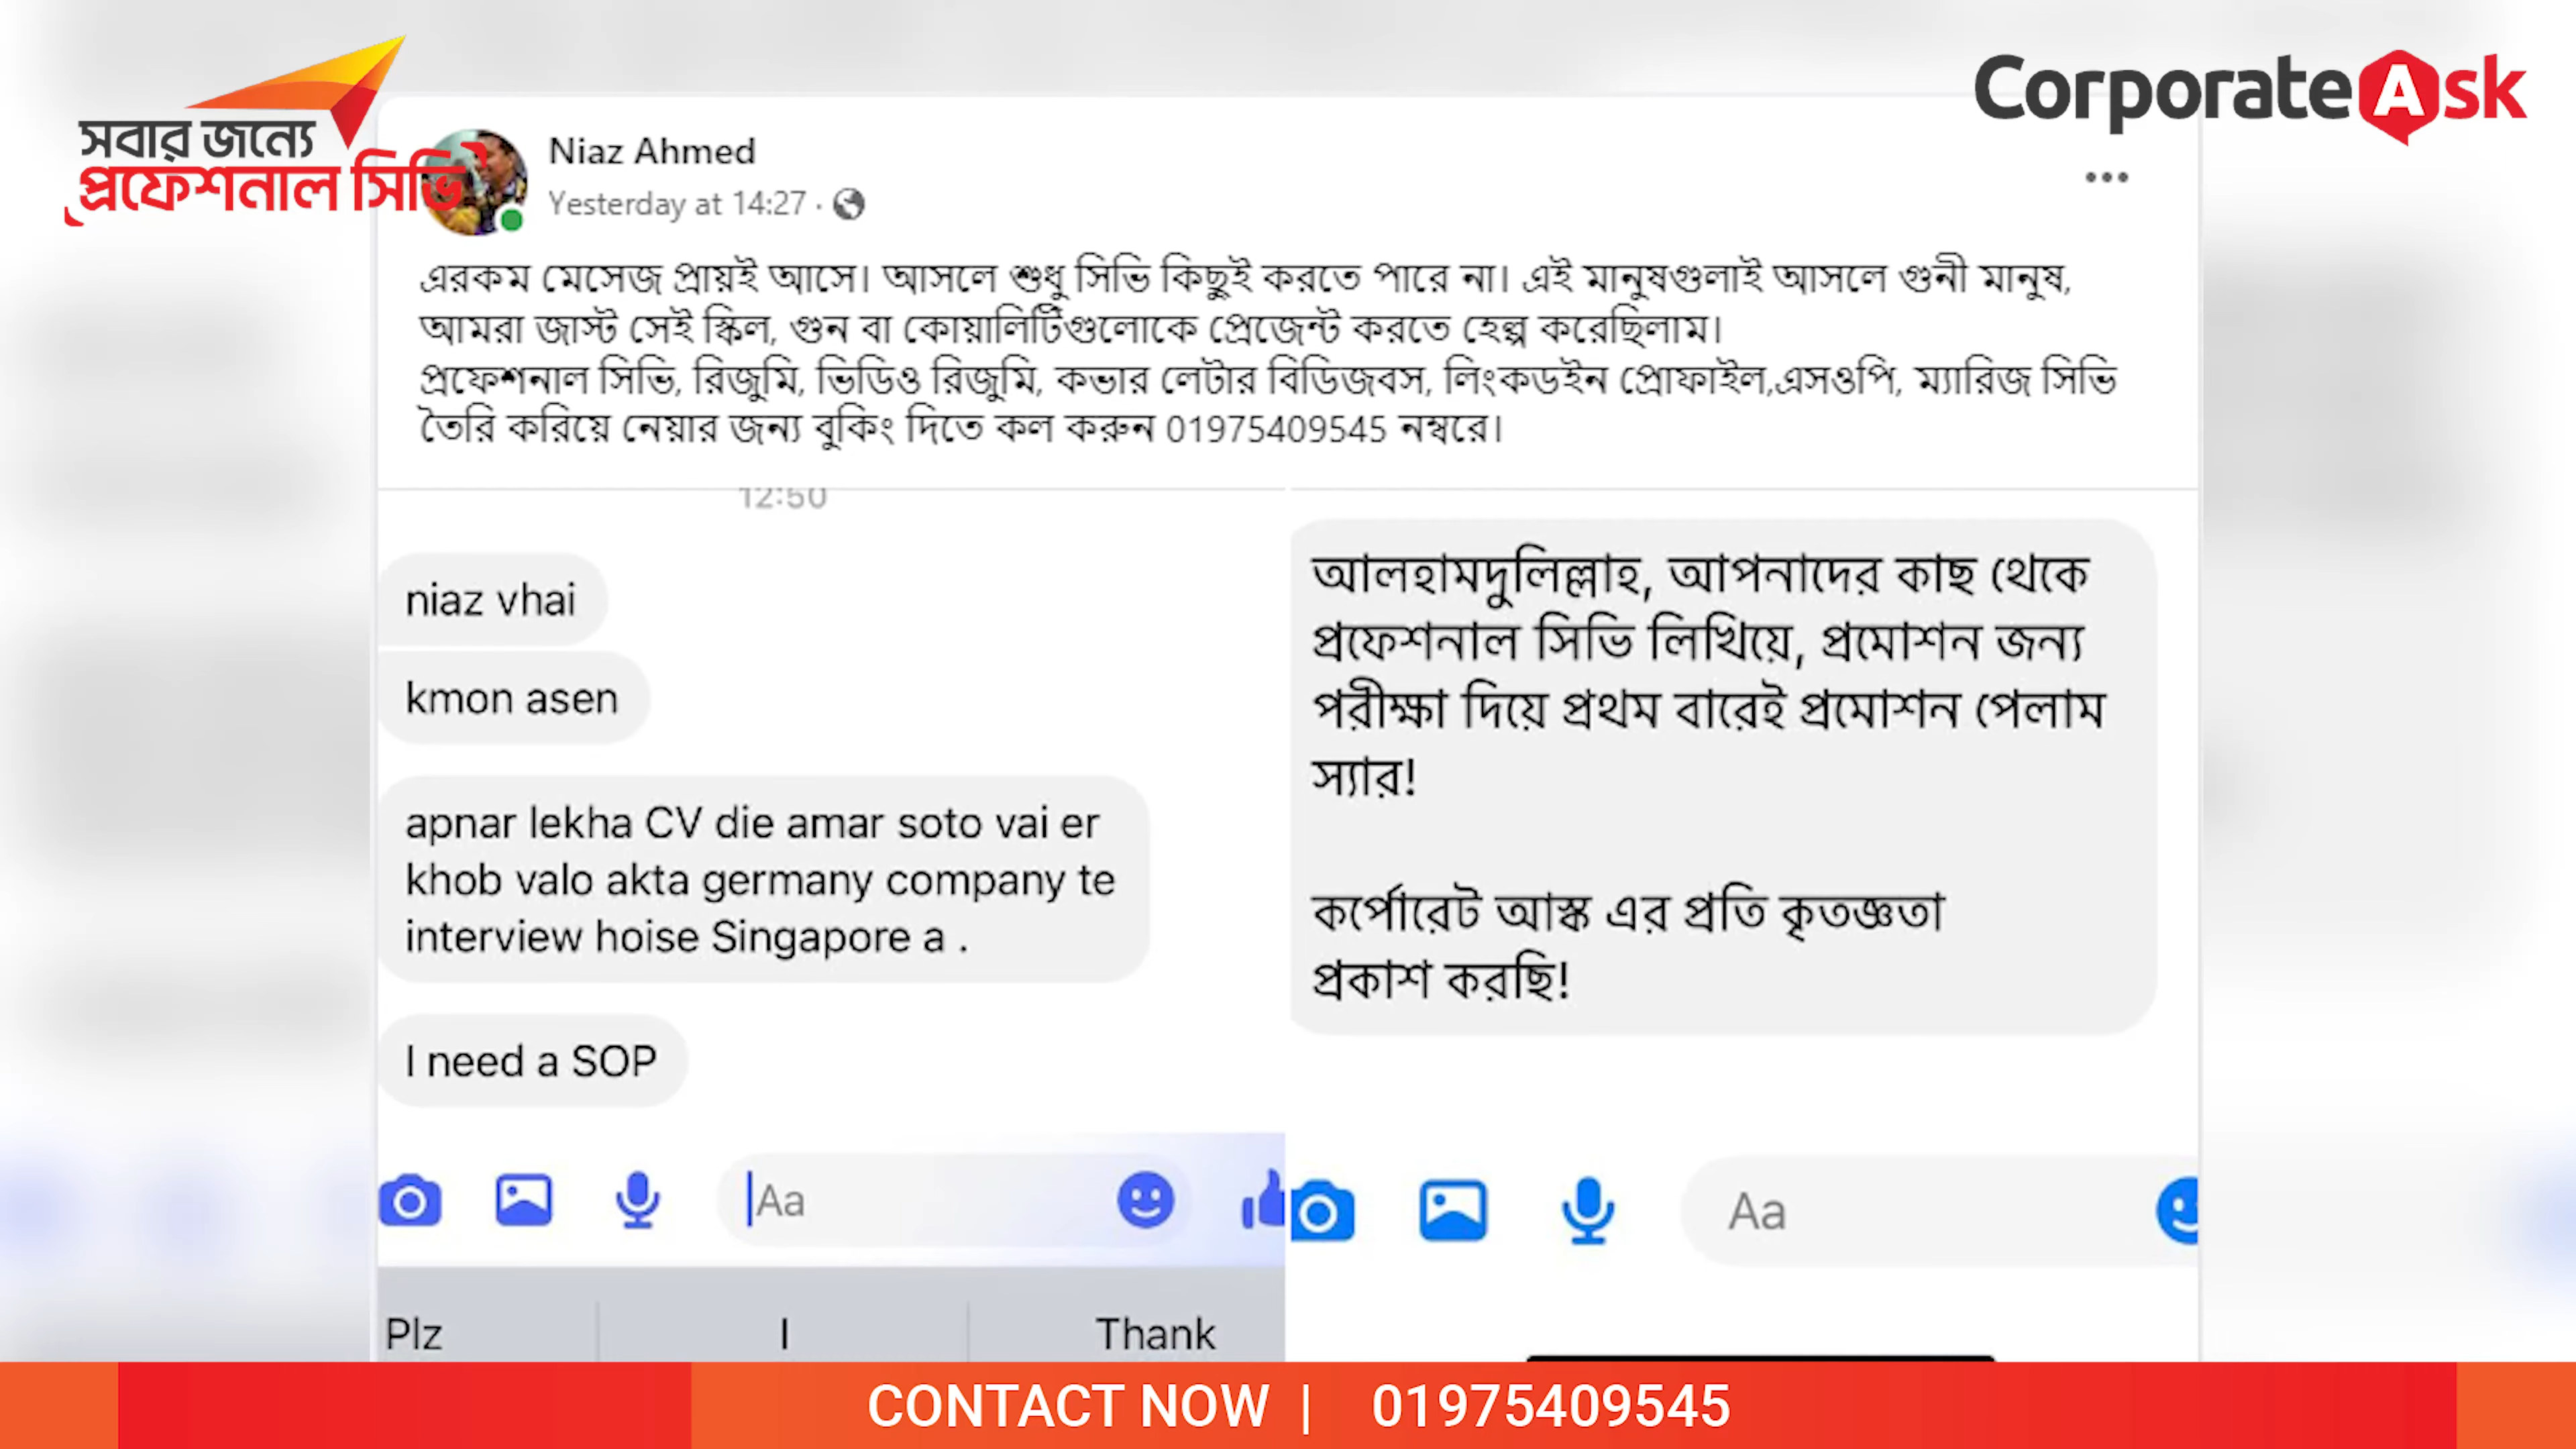 সবার জন্যে
প্রফেশনাল সিভি
CorporateAsk
Niaz Ahmed
Yesterday at 14:27 ·
এরকম মেসেজ প্রায়ই আসে। আসলে শুধু সিভি কিছুই করতে পারে না। এই মানুষগুলাই আসলে গুনী মানুষ,
আমরা জাস্ট সেই স্কিল, গুন বা কোয়ালিটিগুলোকে প্রেজেন্ট করতে হেল্প করেছিলাম।
প্রফেশনাল সিভি, রিজুমি, ভিডিও রিজুমি, কভার লেটার বিডিজবস, লিংকডইন প্রোফাইল,এসওপি, ম্যারিজ সিভি
তৈরি করিয়ে নেয়ার জন্য বুকিং দিতে কল করুন 01975409545 নম্বরে।
12:50
niaz vhai
kmon asen
apnar lekha CV die amar soto vai er
khob valo akta germany company te
interview hoise Singapore a .
I need a SOP
Aa
Plz I Thank
আলহামদুলিল্লাহ, আপনাদের কাছ থেকে
প্রফেশনাল সিভি লিখিয়ে, প্রমোশন জন্য
পরীক্ষা দিয়ে প্রথম বারেই প্রমোশন পেলাম
স্যার!
কর্পোরেট আস্ক এর প্রতি কৃতজ্ঞতা
প্রকাশ করছি!
Aa
CONTACT NOW | 01975409545